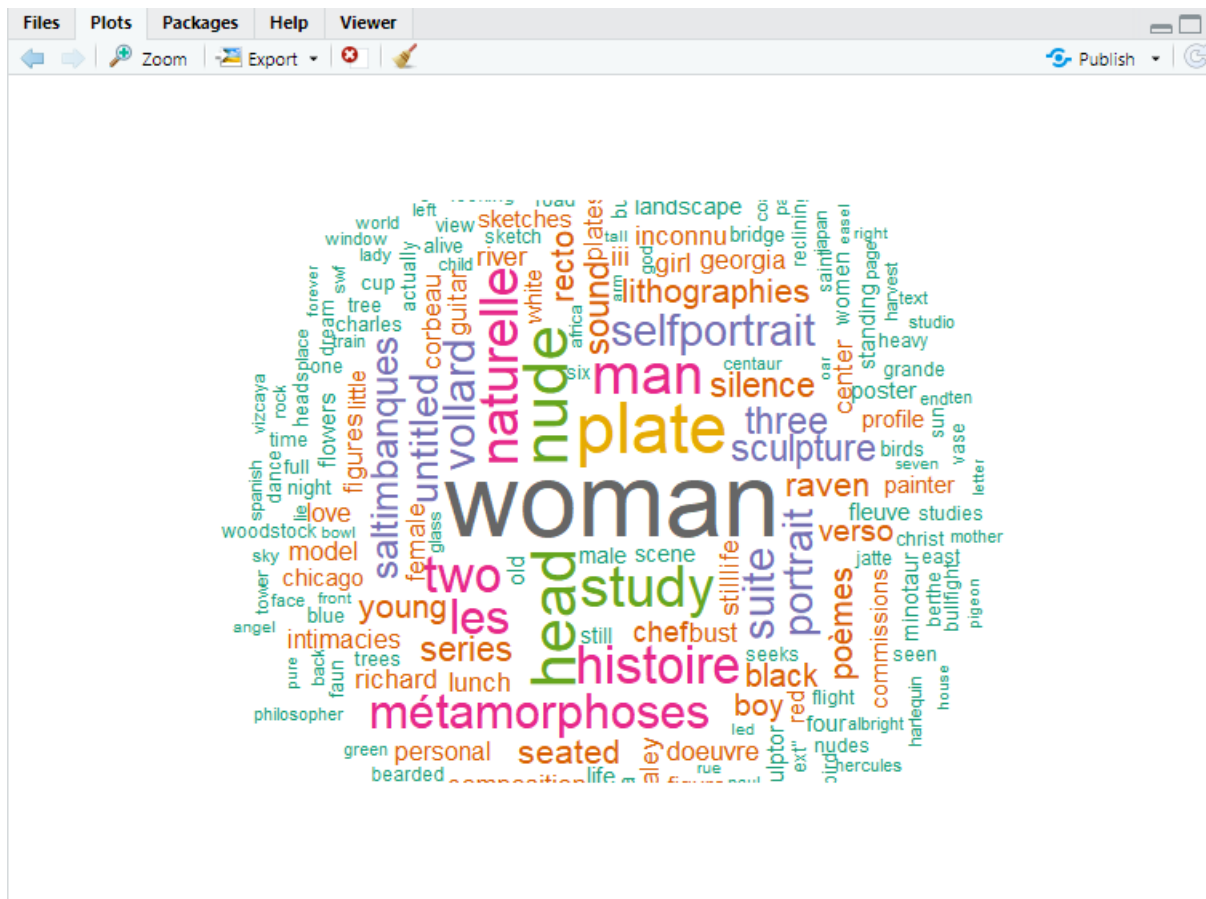 Files Plots Packages Help Viewer
Zoom Export Publish
road
left
landscape
world
view
sketches
plates
tall
inconnu
bridge
reclining
japan
easel
right
window
lady
alive
sketch
recto
sound
iii
god
girl
georgia
saint
women
page
child
river
actually
forever
swf
cup
guitar
white
arm
lithographies
standing
harvest
text
tree
corbeau
naturelle
nude
africa
selfportrait
studio
charles
dream
train
heavy
place
heads
one
saltimbanques
vollard
six
man
centaur
oar
center
silence
grande
poster
end
ten
vizcaya
rock
little
figures
untitled
plate
three
profile
sun
vase
flowers
time
sculpture
birds
seven
letter
full
dance
spanish
night
woman
raven
painter
lie
love
female
glass
fleuve
studies
woodstock
bowl
verso
christ
mother
sky
model
old
male
scene
stilllife
suite
portrait
jatte
east
chicago
two
head
study
poèmes
commissions
minotaur
berthe
bullfight
pigeon
tower
face
front
young
les
blue
angel
still
chef
bust
intimacies
series
histoire
seeks
seen
pure
back
faun
trees
richard
lunch
black
philosopher
métamorphoses
boy
red
flight
four
albright
harlequin
house
led
green
personal
seated
doeuvre
nudes
hercules
bearded
composition
life
rue
ext"